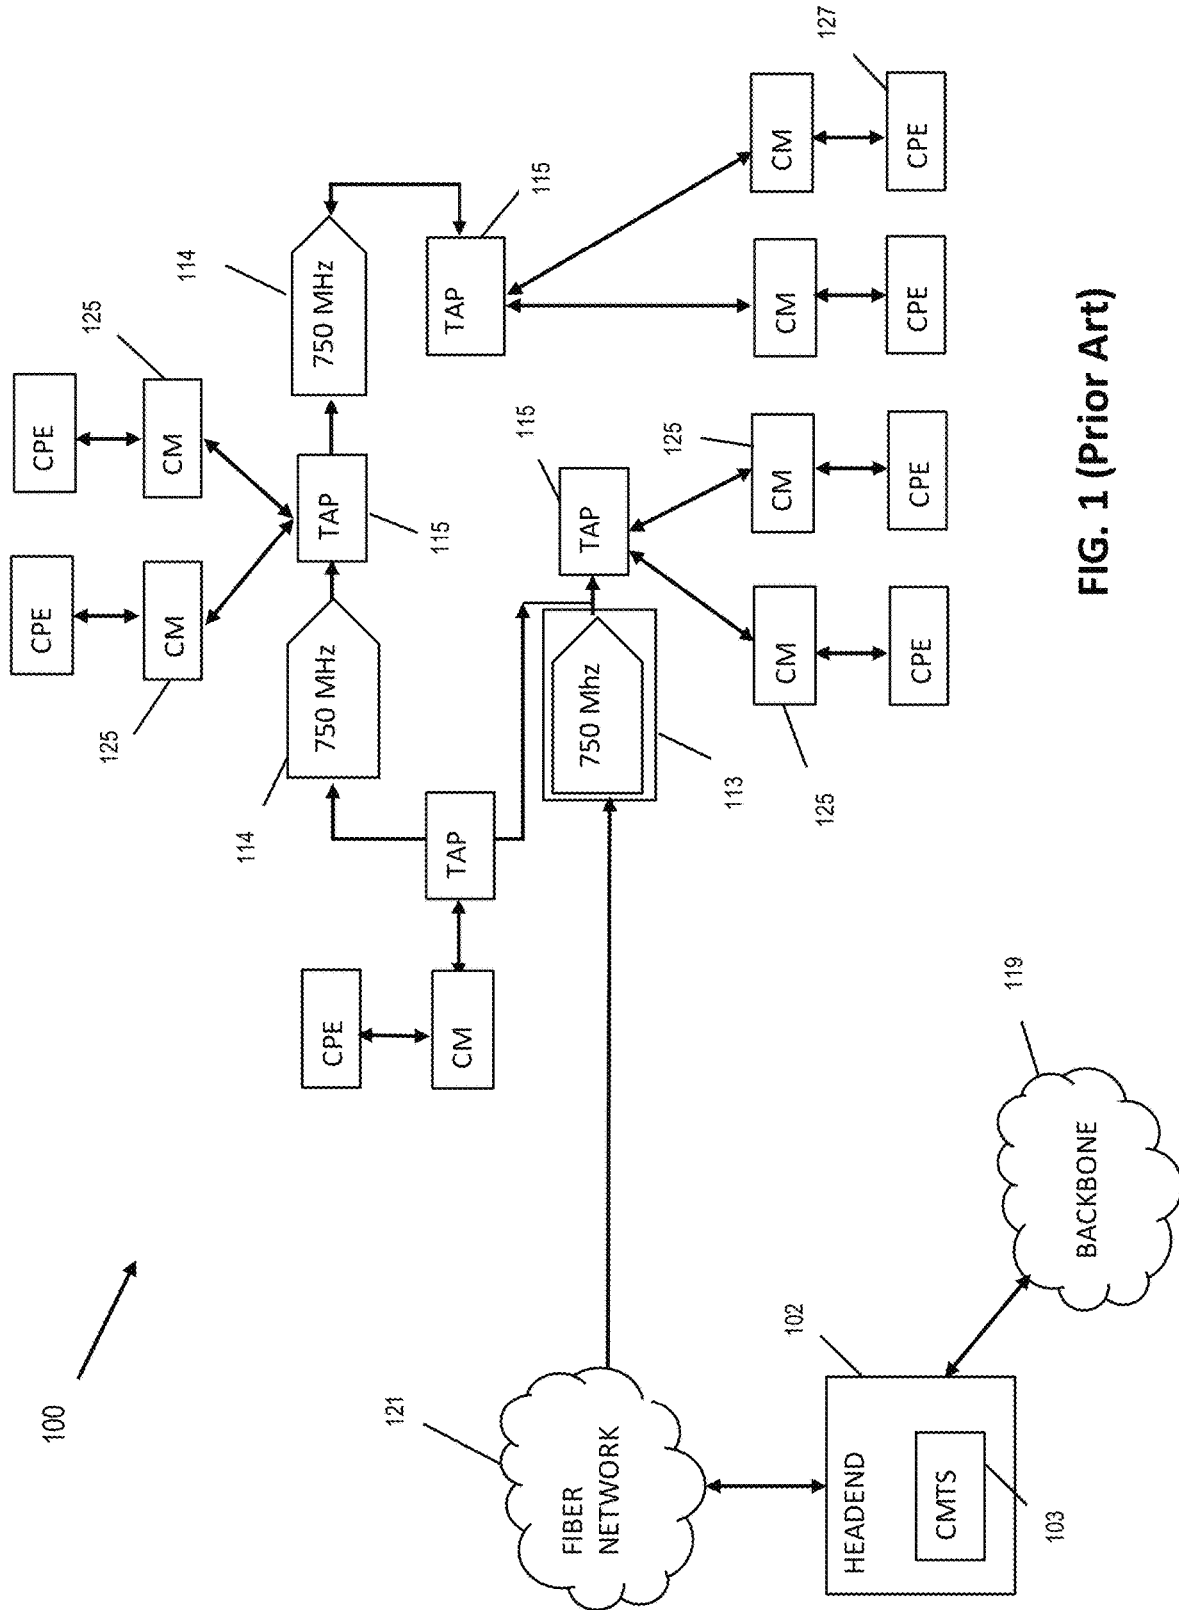 100
CPE
CPE
125
CM
CM
125
114
750 MHz
TAP
115
750 MHz
114
CPE
CM
TAP
TAP
115
121
FIBER
NETWORK
750 Mhz
113
TAP
115
HEADEND
CMTS
103
102
BACKBONE
119
125
CM
CM
125
CM
CM
CPE
CPE
CPE
CPE
127
FIG. 1 (Prior Art)